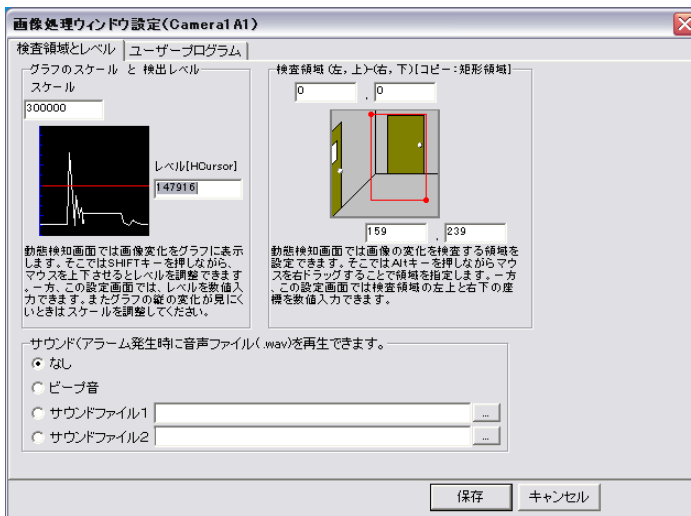 画像処理ウィンドウ設定(Camera1 A1)
検査領域とレベル
ユーザープログラム
グラフのスケール と 検出レベル
スケール
300000
レベル[HCursor]
147916
動態検知画面では画像変化をグラフに表示
します。そこではSHIFTキーを押しながら、
マウスを上下させるとレベルを調整できます
。一方、この設定画面では、レベルを数値入
力できます。またグラフの縦の変化が見にく
いときはスケールを調整してください。
検査領域 (左, 上)-(右, 下)[コピー:矩形領域]
0 , 0
159 , 239
動態検知画面では画像の変化を検査する領域を
設定できます。そこではAltキーを押しながらマウ
スを右ドラッグすることで領域を指定します。一方
、この設定画面では検査領域の左上と右下の座
標を数値入力できます。
サウンド(アラーム発生時に音声ファイル(.wav)を再生できます。
なし
ビープ音
サウンドファイル1
...
サウンドファイル2
...
保存
キャンセル